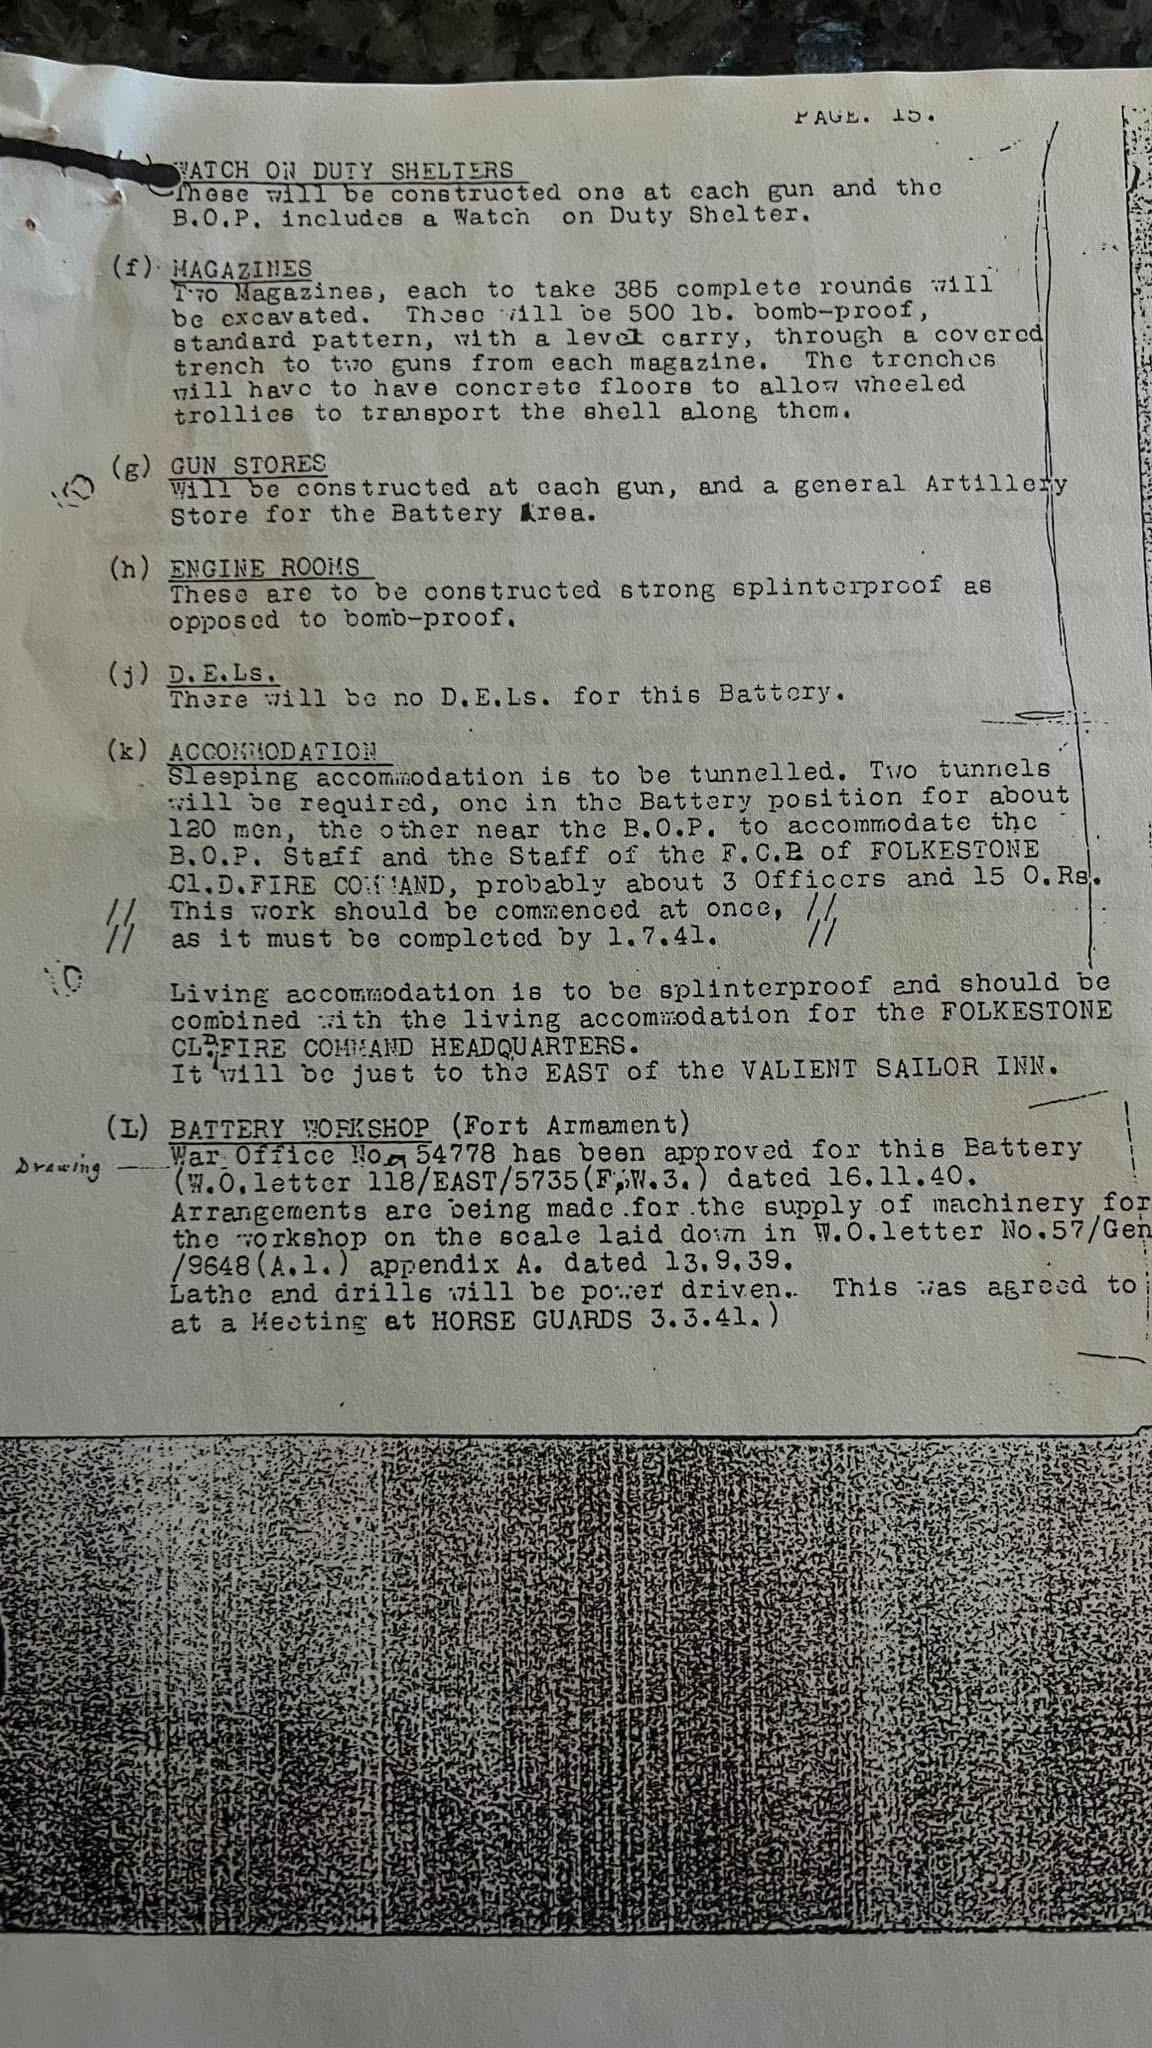 PAGE. 15.
WATCH ON DUTY SHELTERS
These will be constructed one at each gun and the
B.O.P. includes a Watch on Duty Shelter.
(f) MAGAZINES
Two Magazines, each to take 385 complete rounds will
be excavated. These will be 500 lb. bomb-proof,
standard pattern, with a level carry, through a covered
trench to two guns from each magazine. The trenches
will have to have concrete floors to allow wheeled
trollies to transport the shell along them.
(g) GUN STORES
Will be constructed at each gun, and a general Artillery
Store for the Battery Area.
(h) ENGINE ROOMS
These are to be constructed strong splinterproof as
opposed to bomb-proof.
(j) D.E.Ls.
There will be no D.E.Ls. for this Battery.
(k) ACCOMMODATION
Sleeping accommodation is to be tunnelled. Two tunnels
will be required, one in the Battery position for about
120 men, the other near the B.O.P. to accommodate the
B.O.P. Staff and the Staff of the F.C.P. of FOLKESTONE
Cl.D.FIRE COMMAND, probably about 3 Officers and 15 O.Rs.
// This work should be commenced at once, //
// as it must be completed by 1.7.41. //
Living accommodation is to be splinterproof and should be
combined with the living accommodation for the FOLKESTONE
CL.D.FIRE COMMAND HEADQUARTERS.
It will be just to the EAST of the VALIENT SAILOR INN.
(L) BATTERY WORKSHOP (Fort Armament)
Drawing War Office No. 54778 has been approved for this Battery
(W.O.letter 118/EAST/5735(F.W.3.) dated 16.11.40.
Arrangements are being made for the supply of machinery for
the workshop on the scale laid down in W.O.letter No.57/Gen
/9648(A.1.) appendix A. dated 13.9.39.
Lathe and drills will be power driven. This was agreed to
at a Meeting at HORSE GUARDS 3.3.41.)